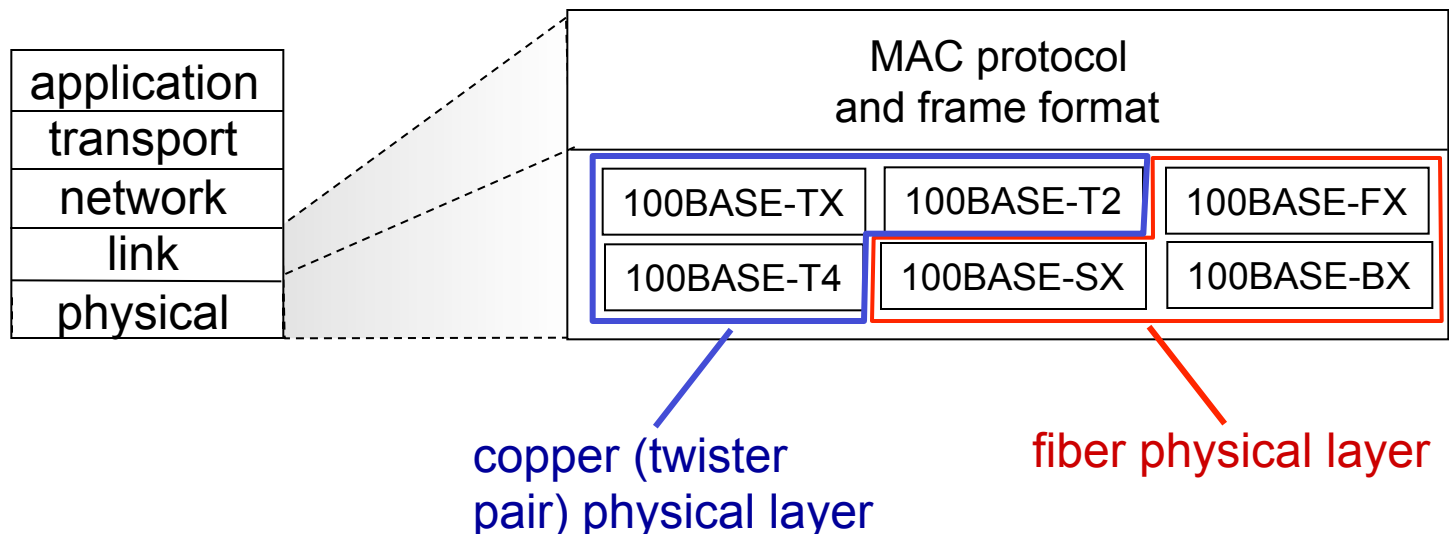 application
transport
network
link
physical
MAC protocol
and frame format
100BASE-TX
100BASE-T2
100BASE-FX
100BASE-T4
100BASE-SX
100BASE-BX
copper (twister
pair) physical layer
fiber physical layer